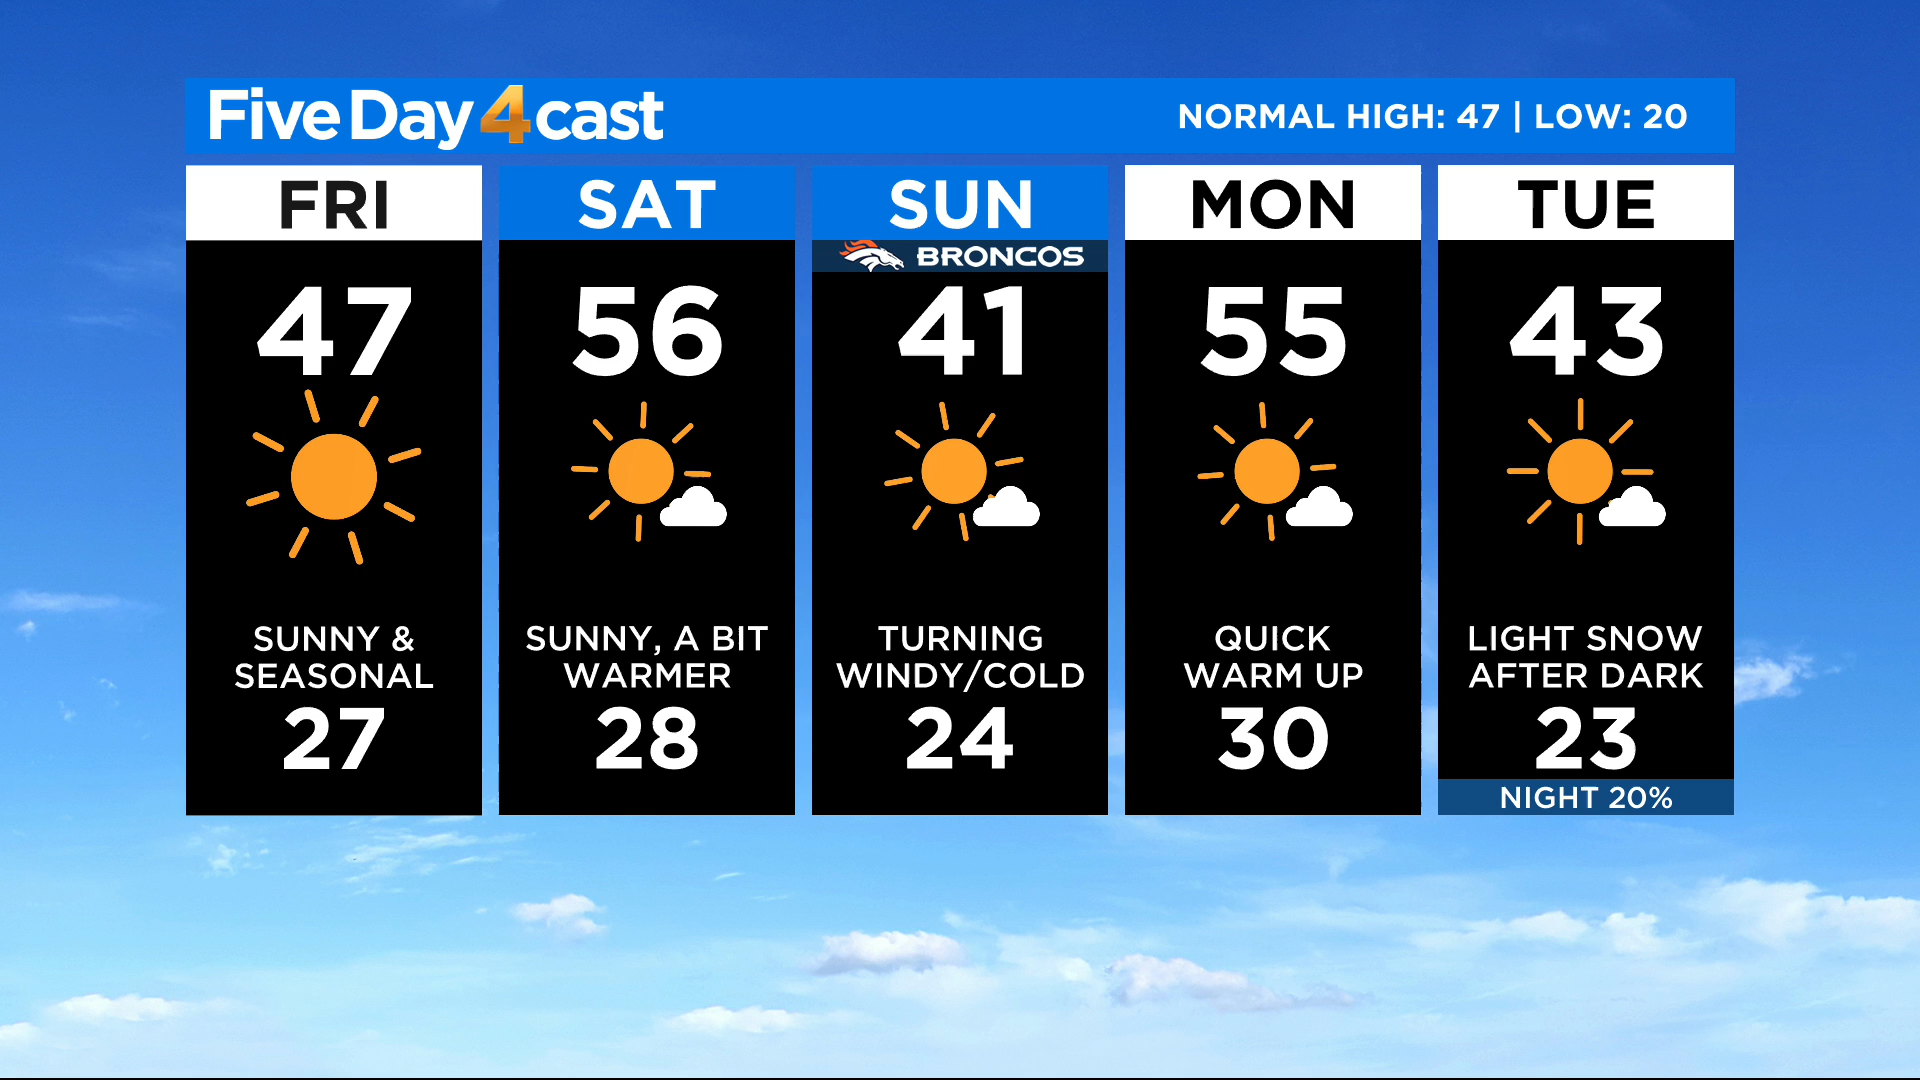 Five Day 4cast
NORMAL HIGH: 47 | LOW: 20
FRI
47
SUNNY &
SEASONAL
27
SAT
56
SUNNY, A BIT
WARMER
28
SUN
BRONCOS
41
TURNING
WINDY/COLD
24
MON
55
QUICK
WARM UP
30
TUE
43
LIGHT SNOW
AFTER DARK
23
NIGHT 20%